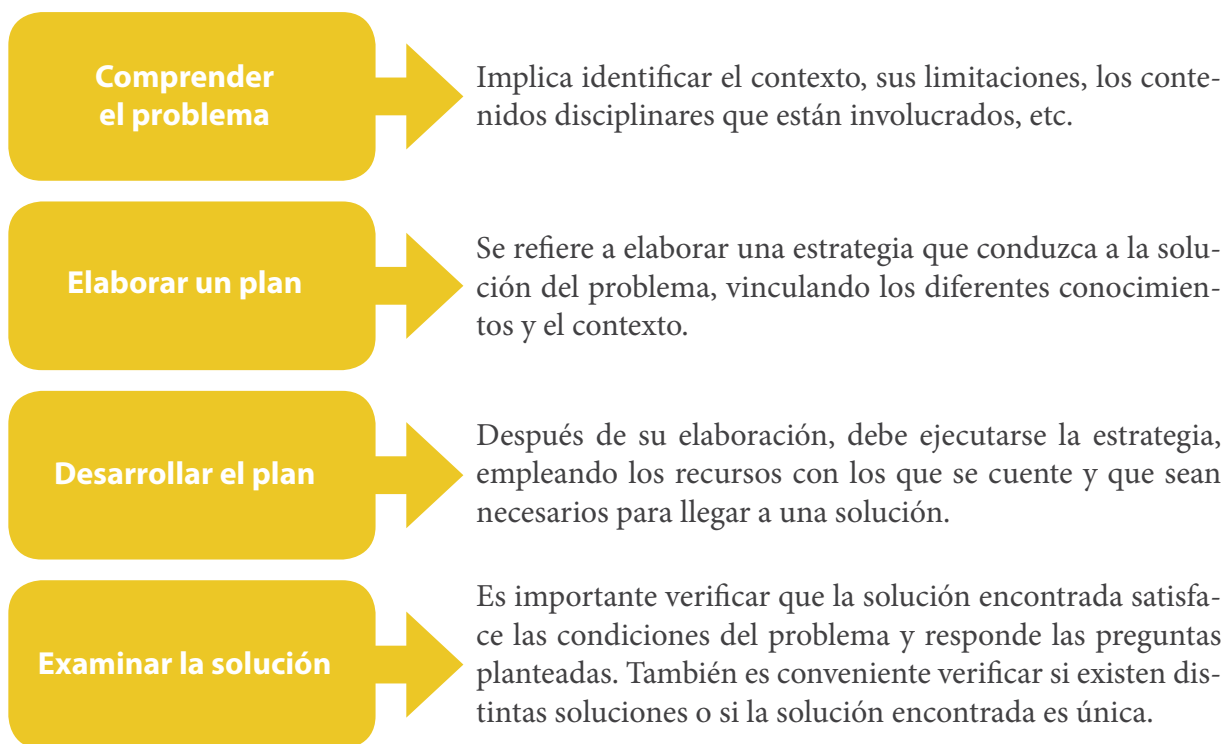 Comprender
el problema
Implica identificar el contexto, sus limitaciones, los conte-
nidos disciplinares que están involucrados, etc.
Elaborar un plan
Se refiere a elaborar una estrategia que conduzca a la solu-
ción del problema, vinculando los diferentes conocimien-
tos y el contexto.
Desarrollar el plan
Después de su elaboración, debe ejecutarse la estrategia,
empleando los recursos con los que se cuente y que sean
necesarios para llegar a una solución.
Examinar la solución
Es importante verificar que la solución encontrada satisfa-
ce las condiciones del problema y responde las preguntas
planteadas. También es conveniente verificar si existen dis-
tintas soluciones o si la solución encontrada es única.